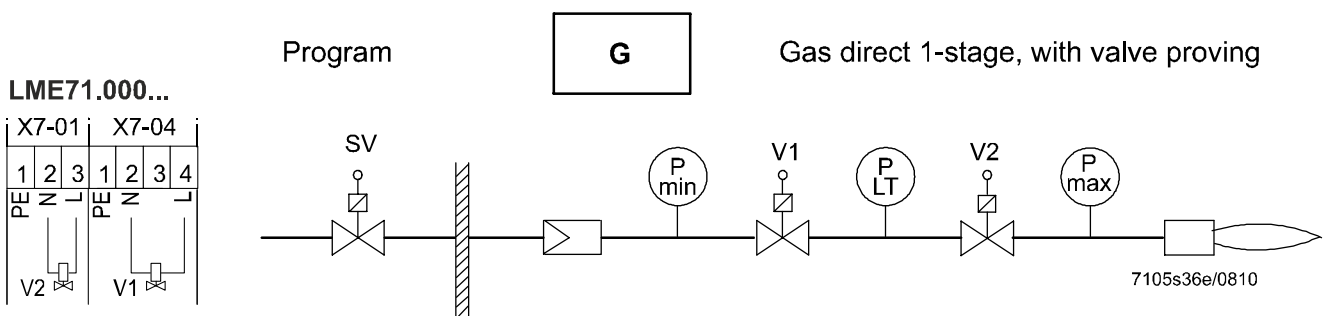 Program G Gas direct 1-stage, with valve proving
LME71.000...
X7-01 X7-04
1 2 3 1 2 3 4
PE N L PE N L
V2 V1
SV
P min
V1
P LT
V2
P max
7105s36e/0810